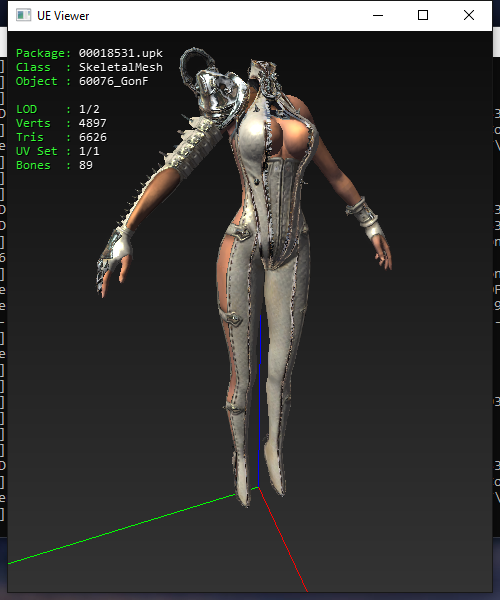 UE Viewer
Package: 00018531.upk
Class : SkeletalMesh
Object : 60076_GonF
LOD : 1/2
Verts : 4897
Tris : 6626
UV Set : 1/1
Bones : 89